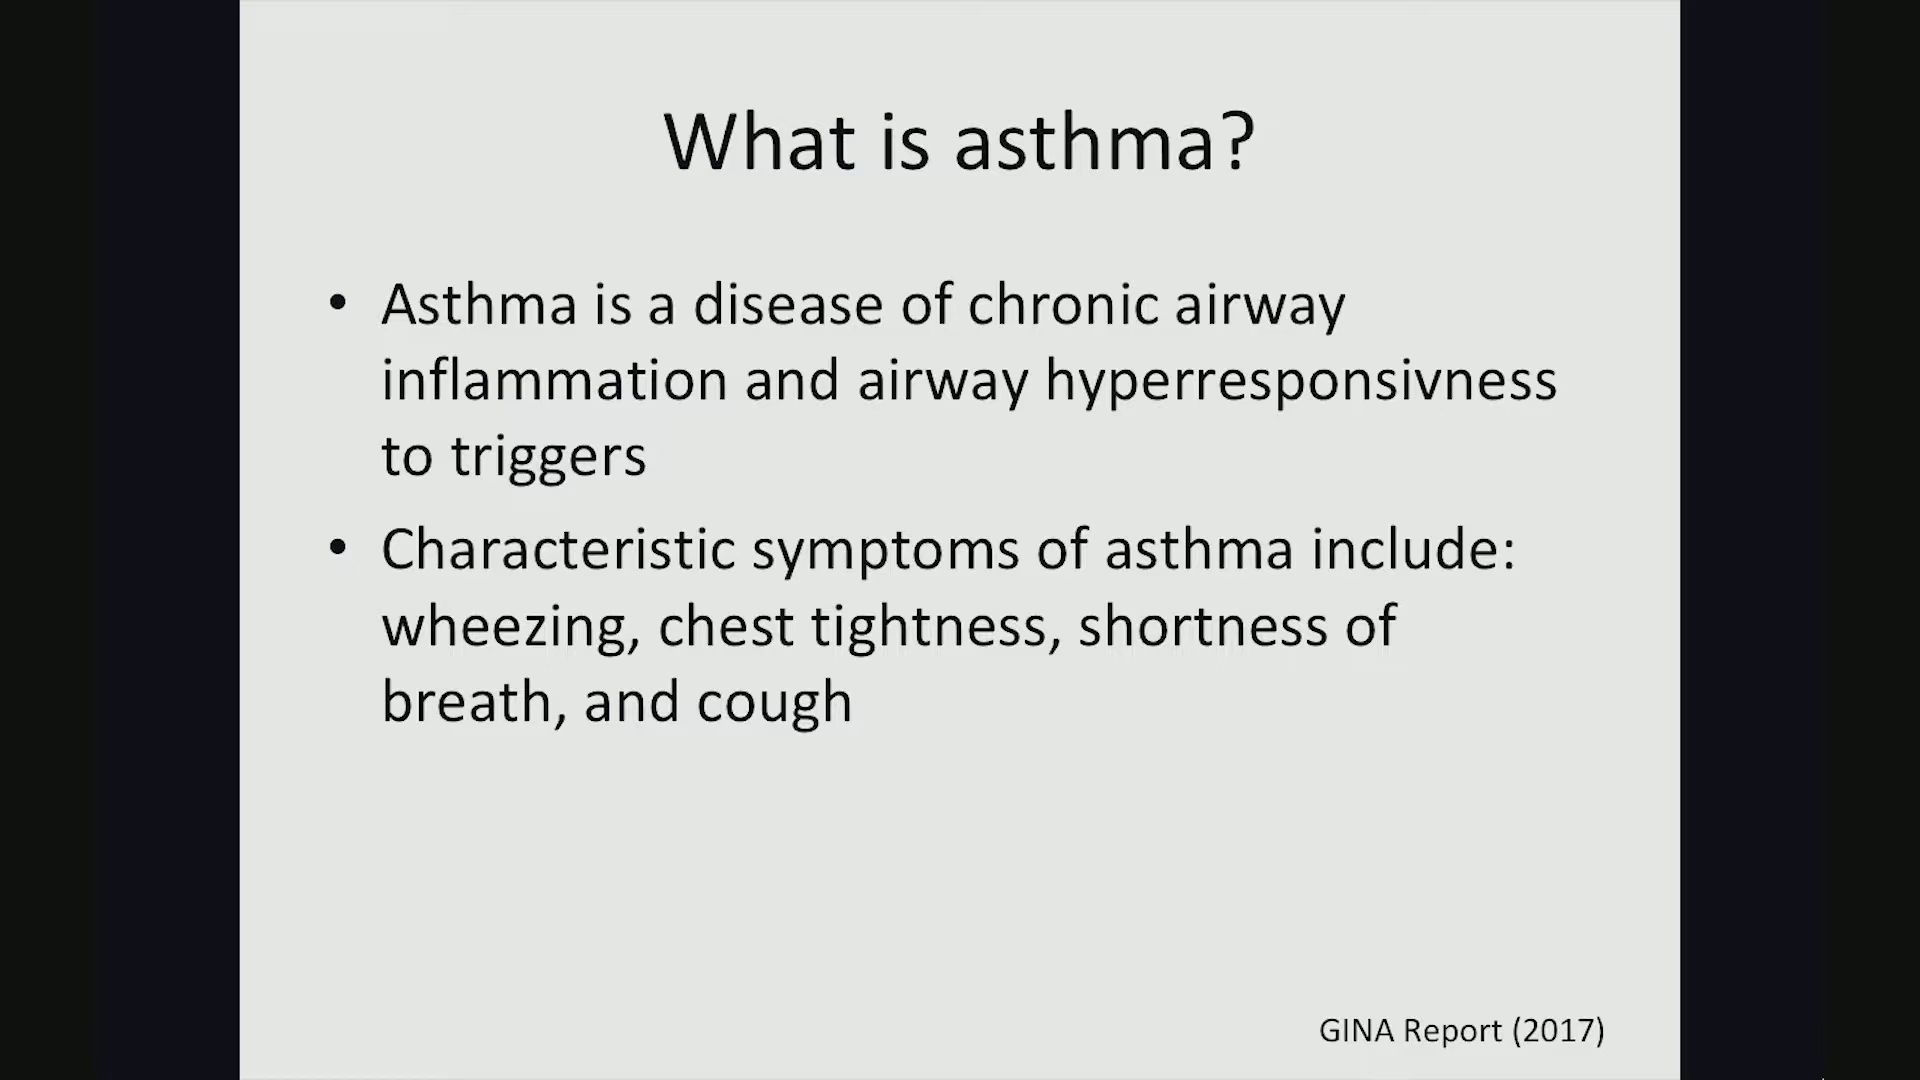 What is asthma?
• Asthma is a disease of chronic airway
inflammation and airway hyperresponsivness
to triggers
• Characteristic symptoms of asthma include:
wheezing, chest tightness, shortness of
breath, and cough
GINA Report (2017)